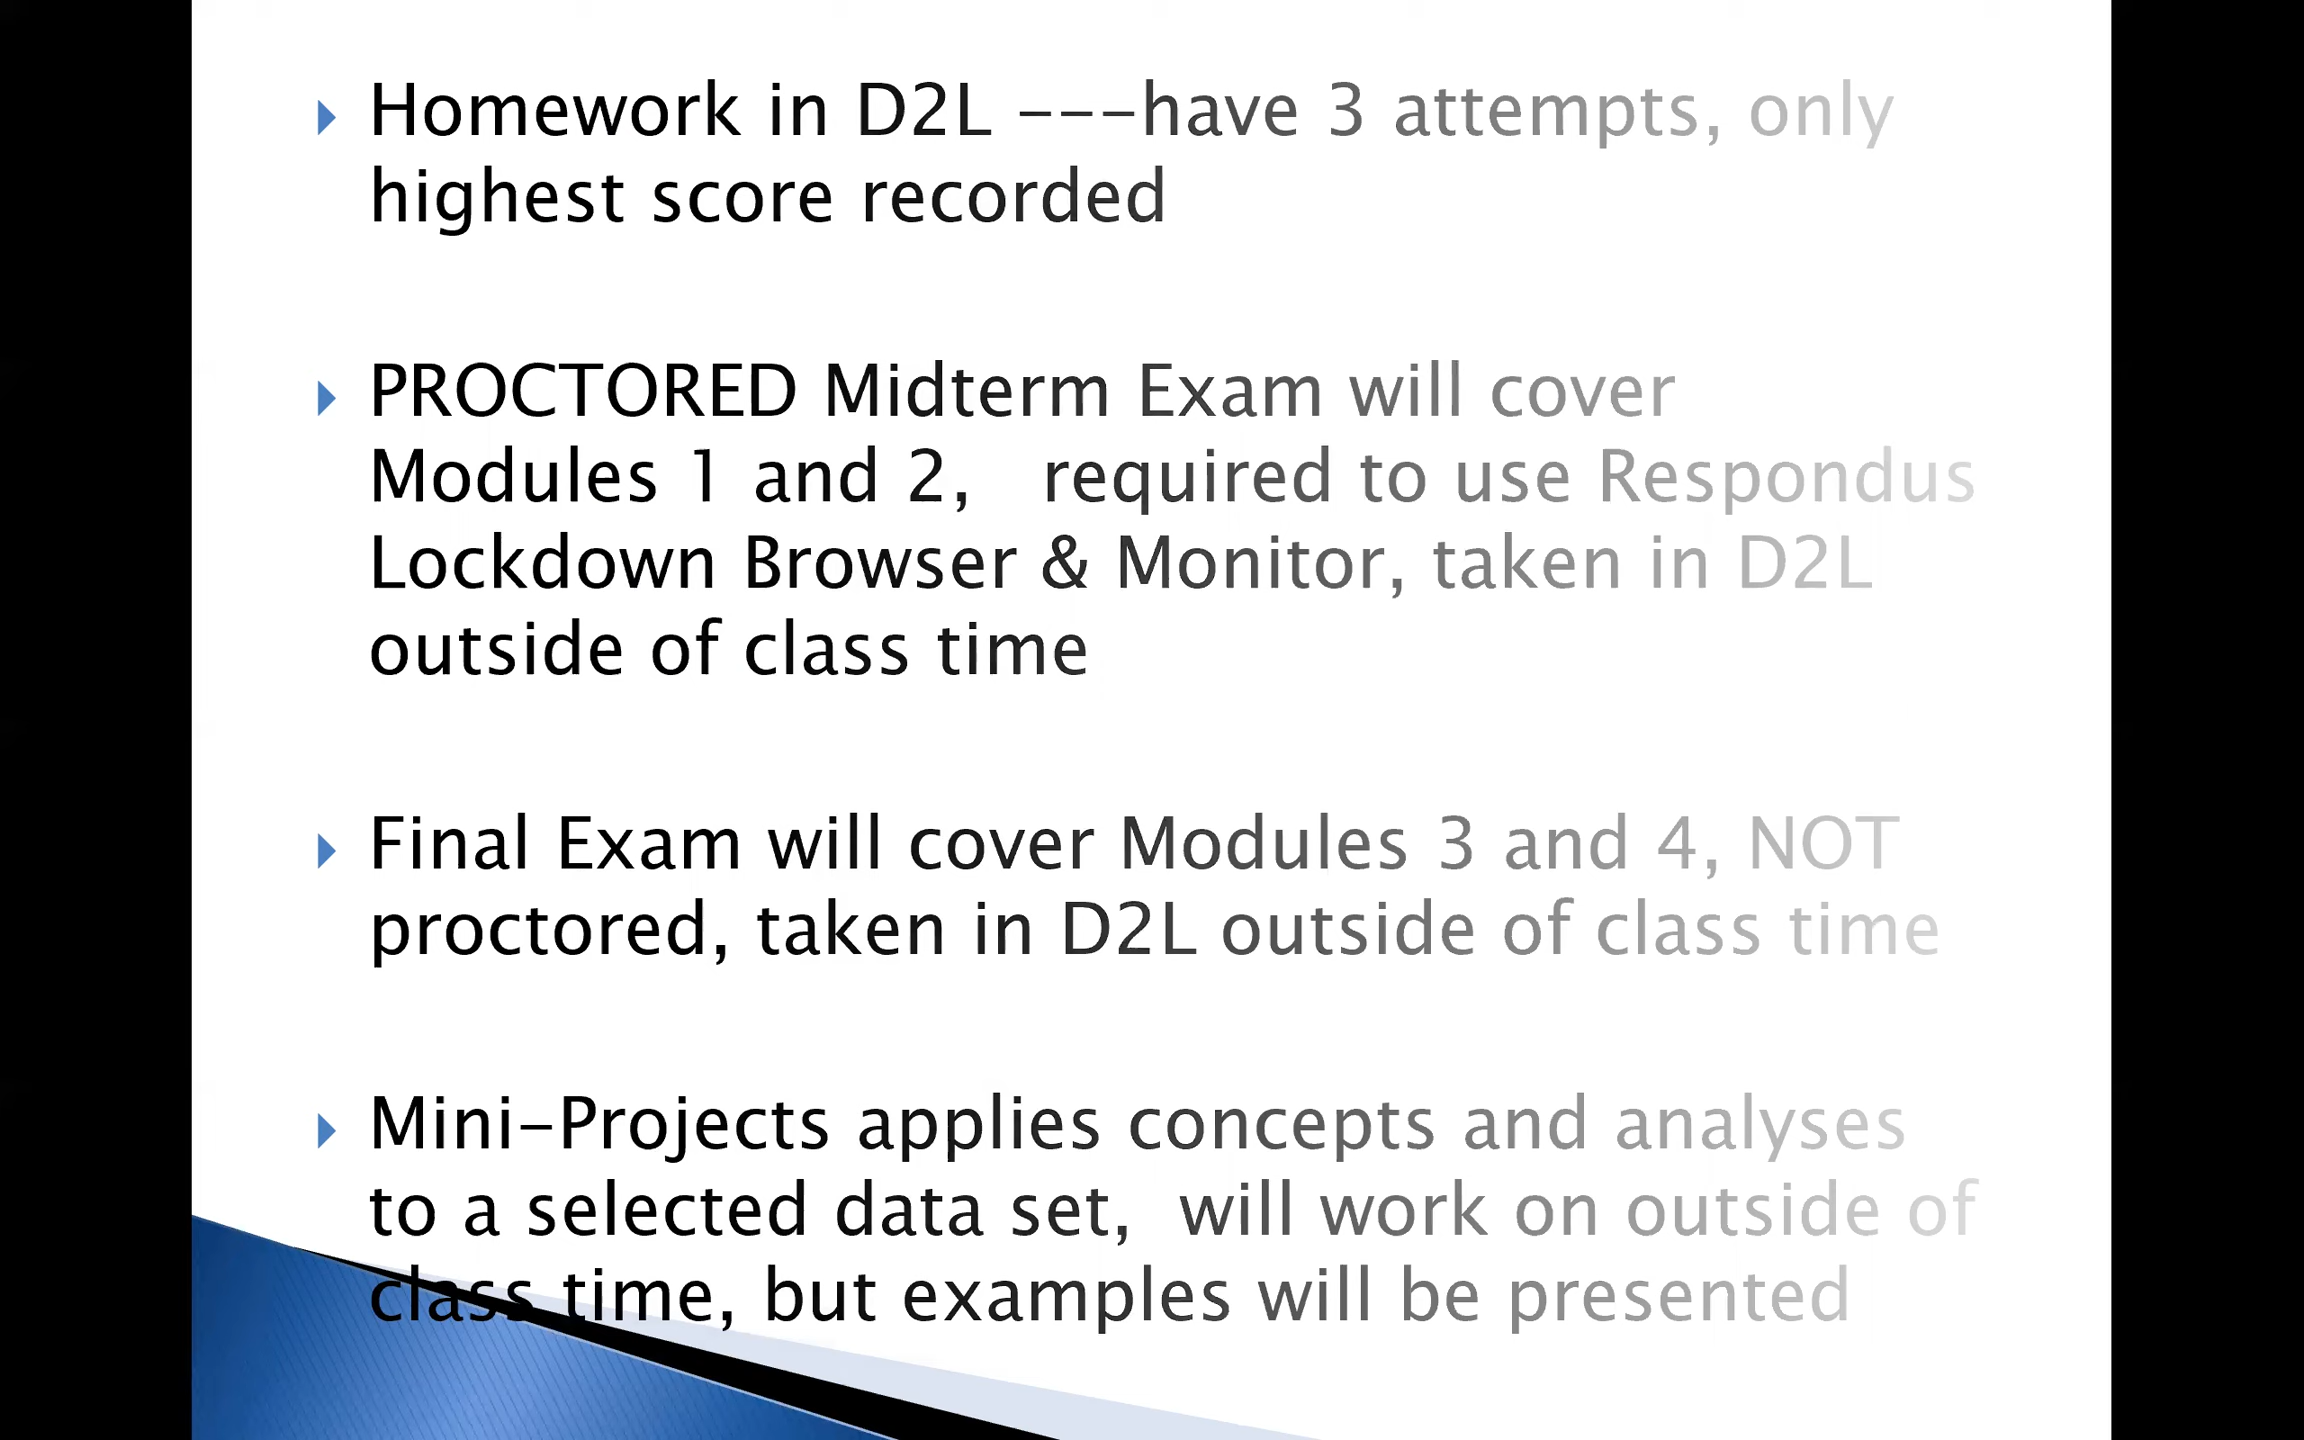 Homework in D2L ---have 3 attempts, only
highest score recorded
PROCTORED Midterm Exam will cover
Modules 1 and 2,   required to use Respondus
Lockdown Browser & Monitor, taken in D2L
outside of class time
Final Exam will cover Modules 3 and 4, NOT
proctored, taken in D2L outside of class time
Mini-Projects applies concepts and analyses
to a selected data set,  will work on outside of
class time, but examples will be presented